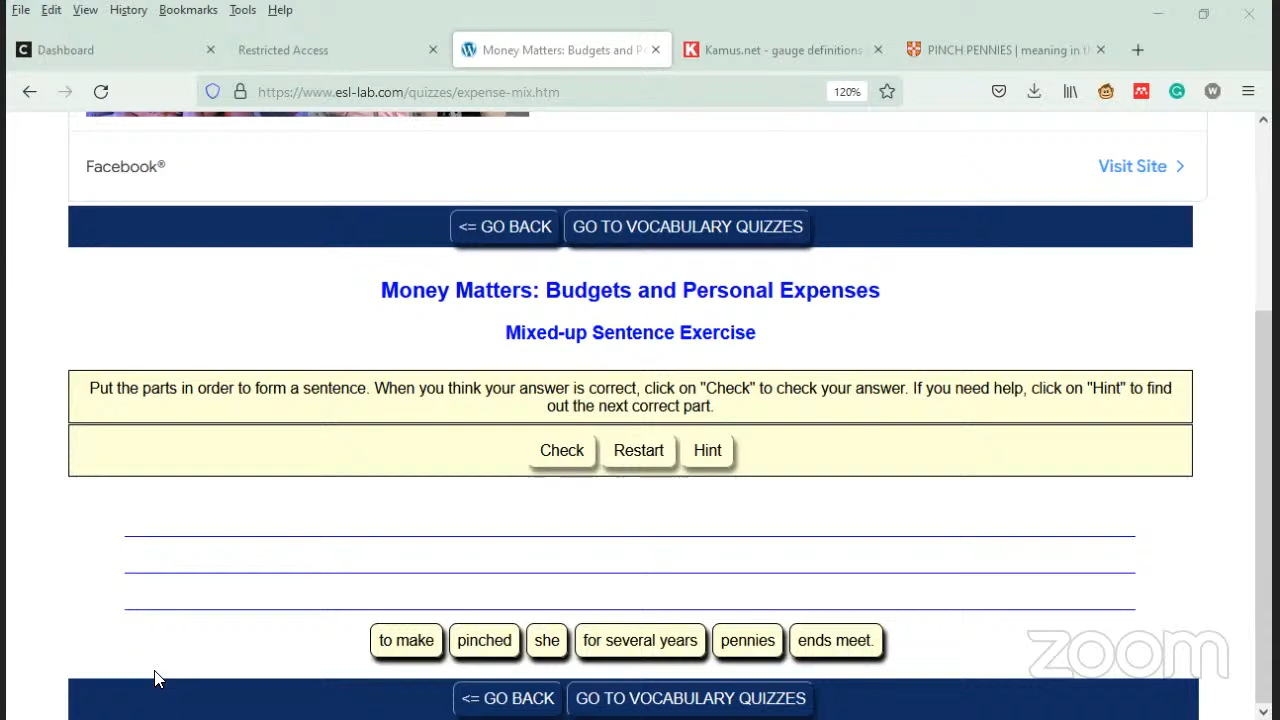 File Edit View History Bookmarks Tools Help
Dashboard Restricted Access Money Matters: Budgets and P Kamus.net - gauge definitions PINCH PENNIES | meaning in t
https://www.esl-lab.com/quizzes/expense-mix.htm 120%
Facebook® Visit Site
<= GO BACK GO TO VOCABULARY QUIZZES
Money Matters: Budgets and Personal Expenses
Mixed-up Sentence Exercise
Put the parts in order to form a sentence. When you think your answer is correct, click on "Check" to check your answer. If you need help, click on "Hint" to find
out the next correct part.
Check Restart Hint
to make pinched she for several years pennies ends meet.
zoom
<= GO BACK GO TO VOCABULARY QUIZZES